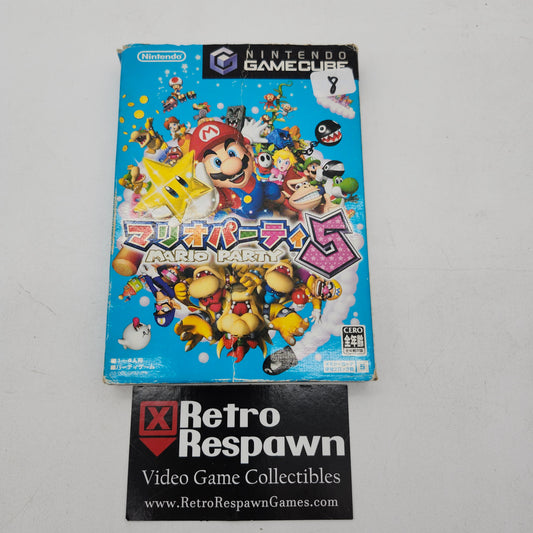 Nintendo
NINTENDO
GAMECUBE
8
マリオパーティ5
MARIO PARTY
CERO
全年齢
Retro
Respawn
Video Game Collectibles
www.RetroRespawnGames.com